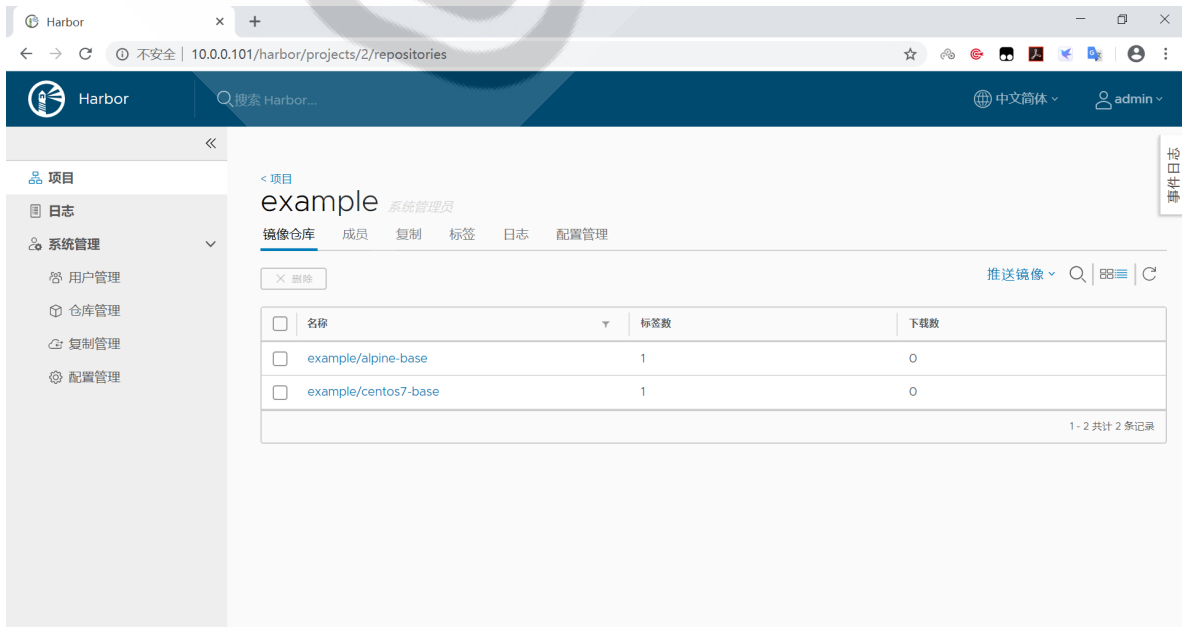 Harbor
不安全 | 10.0.0.101/harbor/projects/2/repositories
Harbor
搜索 Harbor...
中文简体
admin
事件日志
项目
日志
系统管理
用户管理
仓库管理
复制管理
配置管理
< 项目
example 系统管理员
镜像仓库 成员 复制 标签 日志 配置管理
删除
推送镜像
名称 标签数 下载数
example/alpine-base 1 0
example/centos7-base 1 0
1 - 2 共计 2 条记录